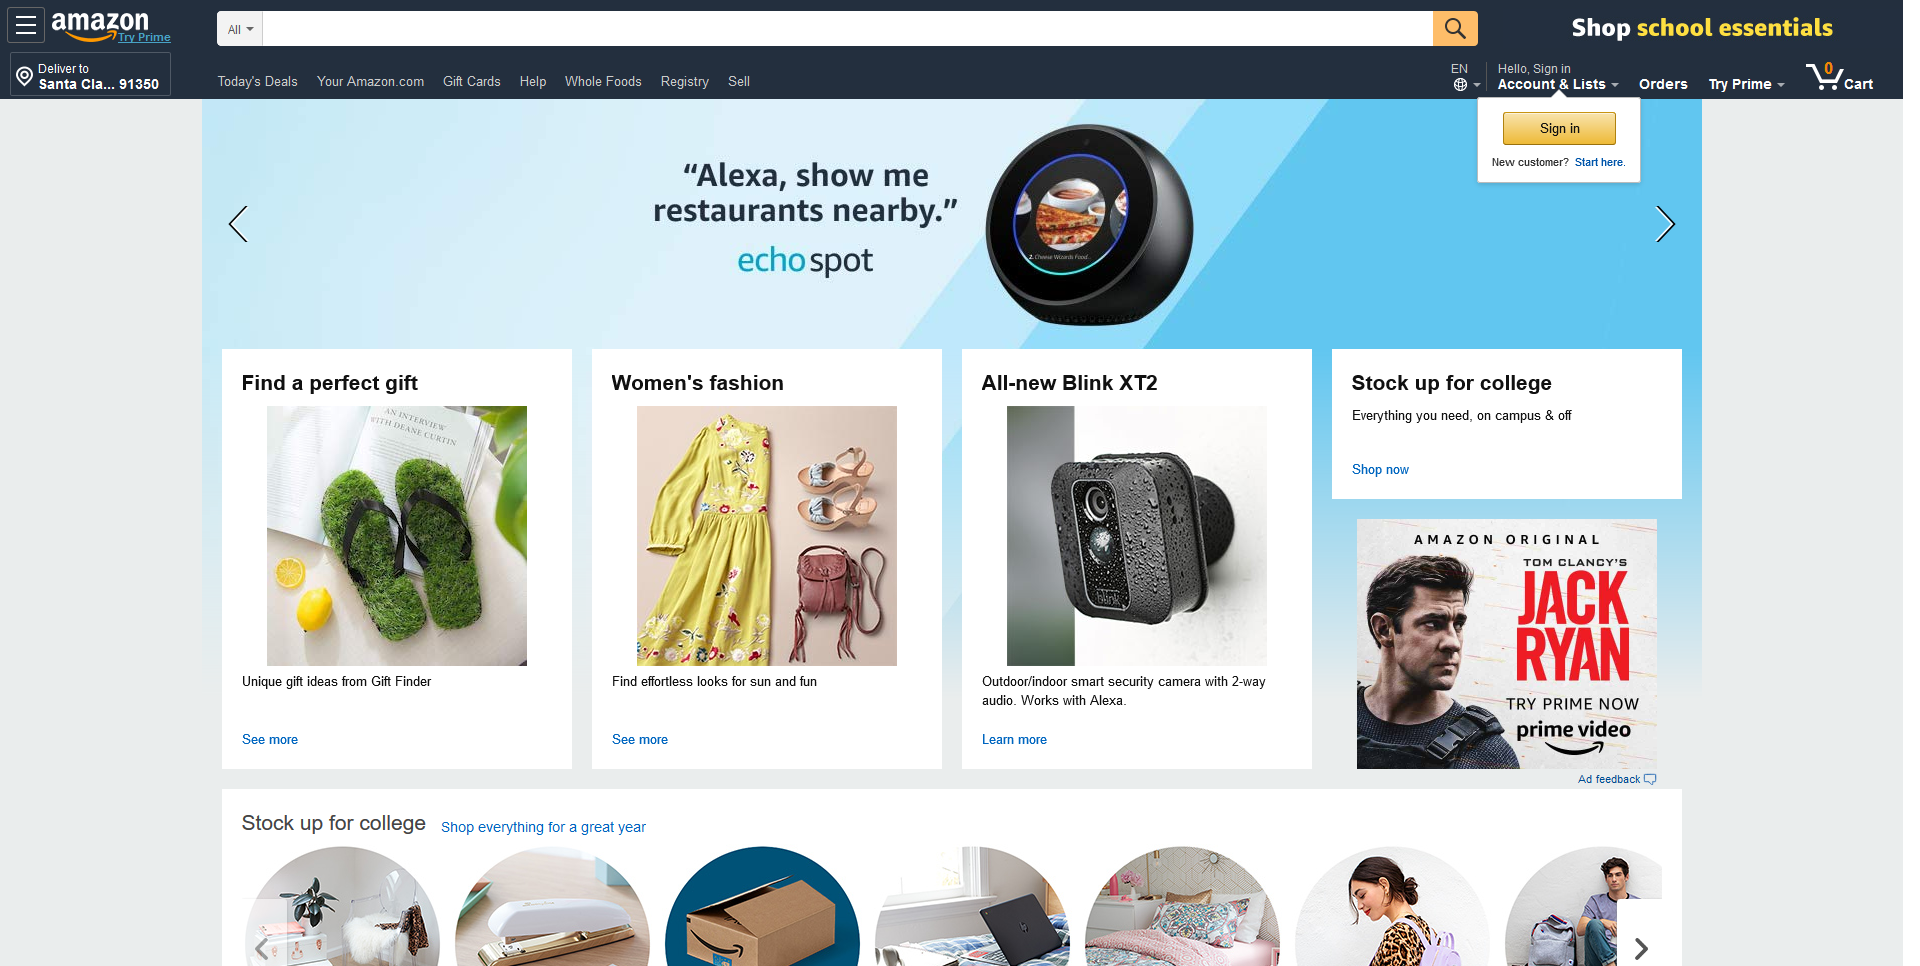 amazon
Try Prime
All
Shop school essentials
Deliver to
Santa Cla... 91350
Today's Deals Your Amazon.com Gift Cards Help Whole Foods Registry Sell
EN
Hello, Sign in
Account & Lists Orders Try Prime 0 Cart
Sign in
New customer? Start here.
“Alexa, show me
restaurants nearby.”
echo spot
2. Cheese Wizards Food...
Find a perfect gift
AN INTERVIEW
WITH DEANE CURTIN
Unique gift ideas from Gift Finder
See more
Women's fashion
Find effortless looks for sun and fun
See more
All-new Blink XT2
blink
Outdoor/indoor smart security camera with 2-way
audio. Works with Alexa.
Learn more
Stock up for college
Everything you need, on campus & off
Shop now
AMAZON ORIGINAL
TOM CLANCY'S
JACK
RYAN
TRY PRIME NOW
prime video
Ad feedback
Stock up for college Shop everything for a great year